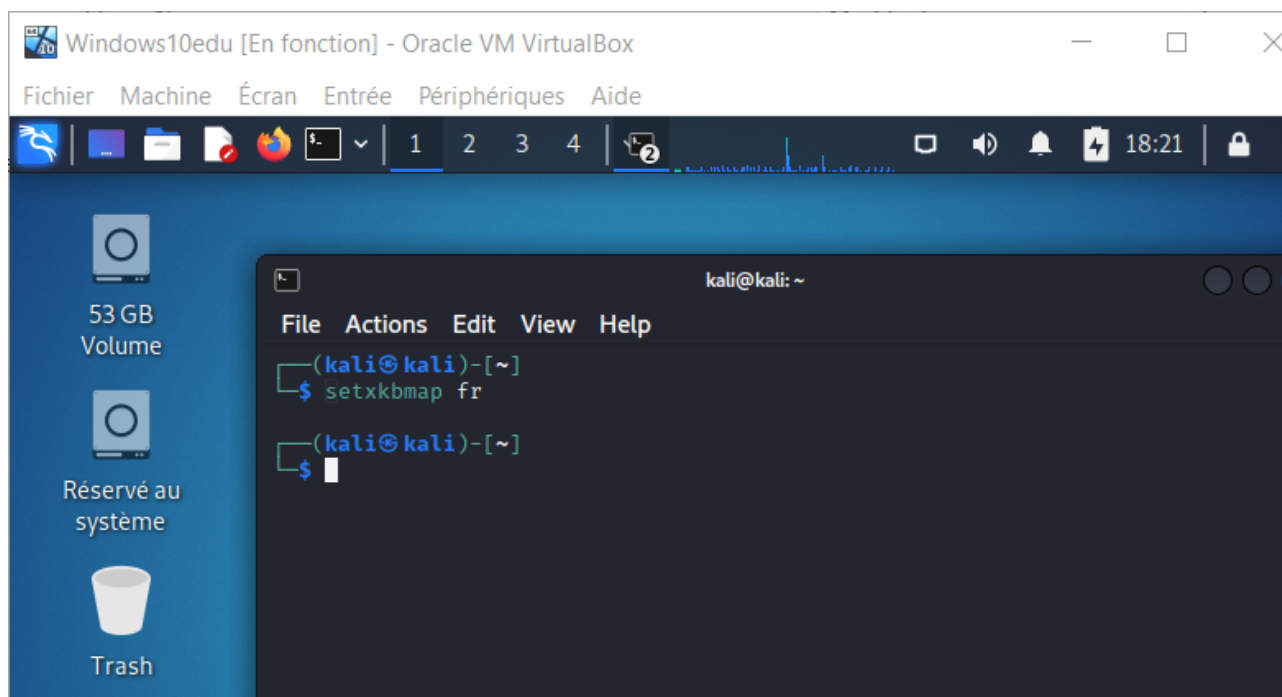 Windows10edu [En fonction] - Oracle VM VirtualBox
Fichier Machine Écran Entrée Périphériques Aide
1 2 3 4 2 18:21
53 GB
Volume
Réservé au
système
Trash
kali@kali: ~
File Actions Edit View Help
┌──(kali㉿kali)-[~]
└─$ setxkbmap fr
┌──(kali㉿kali)-[~]
└─$